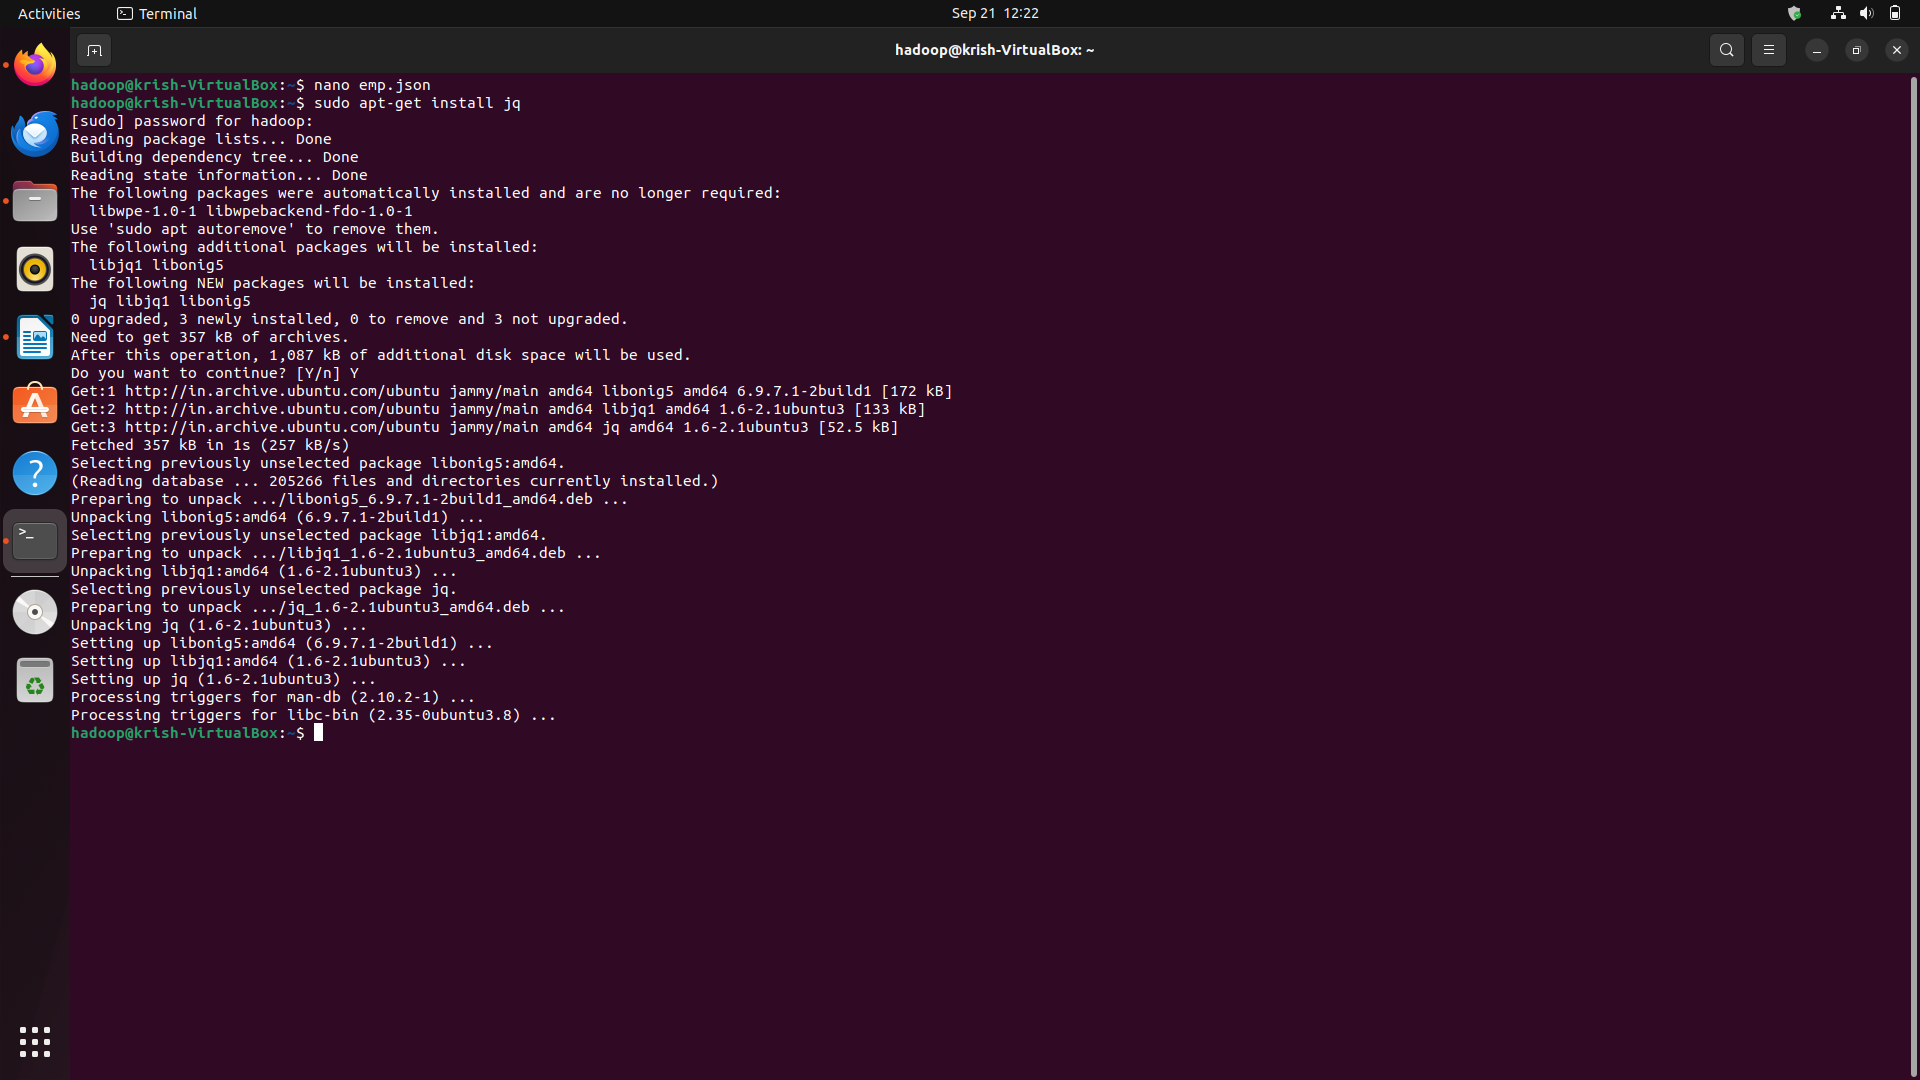 Activities
Terminal
Sep 21 12:22
hadoop@krish-VirtualBox: ~
hadoop@krish-VirtualBox:~$ nano emp.json
hadoop@krish-VirtualBox:~$ sudo apt-get install jq
[sudo] password for hadoop:
Reading package lists... Done
Building dependency tree... Done
Reading state information... Done
The following packages were automatically installed and are no longer required:
  libwpe-1.0-1 libwpebackend-fdo-1.0-1
Use 'sudo apt autoremove' to remove them.
The following additional packages will be installed:
  libjq1 libonig5
The following NEW packages will be installed:
  jq libjq1 libonig5
0 upgraded, 3 newly installed, 0 to remove and 3 not upgraded.
Need to get 357 kB of archives.
After this operation, 1,087 kB of additional disk space will be used.
Do you want to continue? [Y/n] Y
Get:1 http://in.archive.ubuntu.com/ubuntu jammy/main amd64 libonig5 amd64 6.9.7.1-2build1 [172 kB]
Get:2 http://in.archive.ubuntu.com/ubuntu jammy/main amd64 libjq1 amd64 1.6-2.1ubuntu3 [133 kB]
Get:3 http://in.archive.ubuntu.com/ubuntu jammy/main amd64 jq amd64 1.6-2.1ubuntu3 [52.5 kB]
Fetched 357 kB in 1s (257 kB/s)
Selecting previously unselected package libonig5:amd64.
(Reading database ... 205266 files and directories currently installed.)
Preparing to unpack .../libonig5_6.9.7.1-2build1_amd64.deb ...
Unpacking libonig5:amd64 (6.9.7.1-2build1) ...
Selecting previously unselected package libjq1:amd64.
Preparing to unpack .../libjq1_1.6-2.1ubuntu3_amd64.deb ...
Unpacking libjq1:amd64 (1.6-2.1ubuntu3) ...
Selecting previously unselected package jq.
Preparing to unpack .../jq_1.6-2.1ubuntu3_amd64.deb ...
Unpacking jq (1.6-2.1ubuntu3) ...
Setting up libonig5:amd64 (6.9.7.1-2build1) ...
Setting up libjq1:amd64 (1.6-2.1ubuntu3) ...
Setting up jq (1.6-2.1ubuntu3) ...
Processing triggers for man-db (2.10.2-1) ...
Processing triggers for libc-bin (2.35-0ubuntu3.8) ...
hadoop@krish-VirtualBox:~$